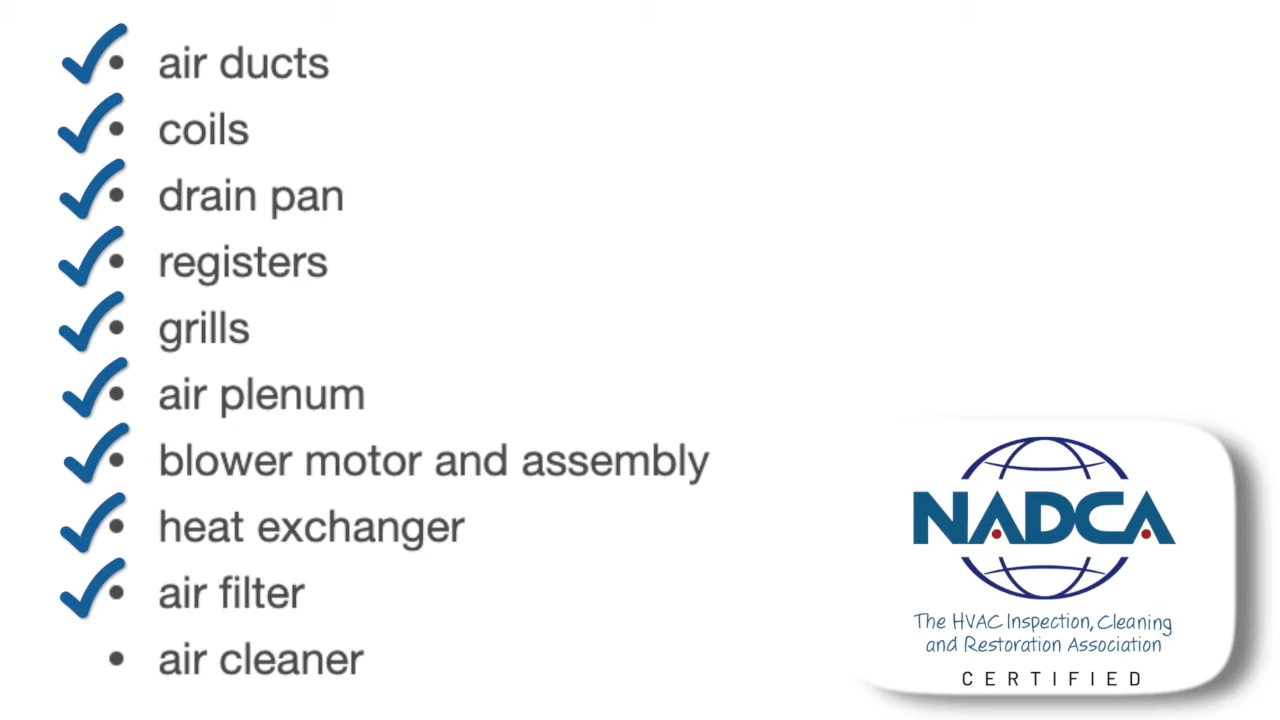 air ducts
coils
drain pan
registers
grills
air plenum
blower motor and assembly
heat exchanger
air filter
air cleaner
NADCA
The HVAC Inspection, Cleaning
and Restoration Association
CERTIFIED